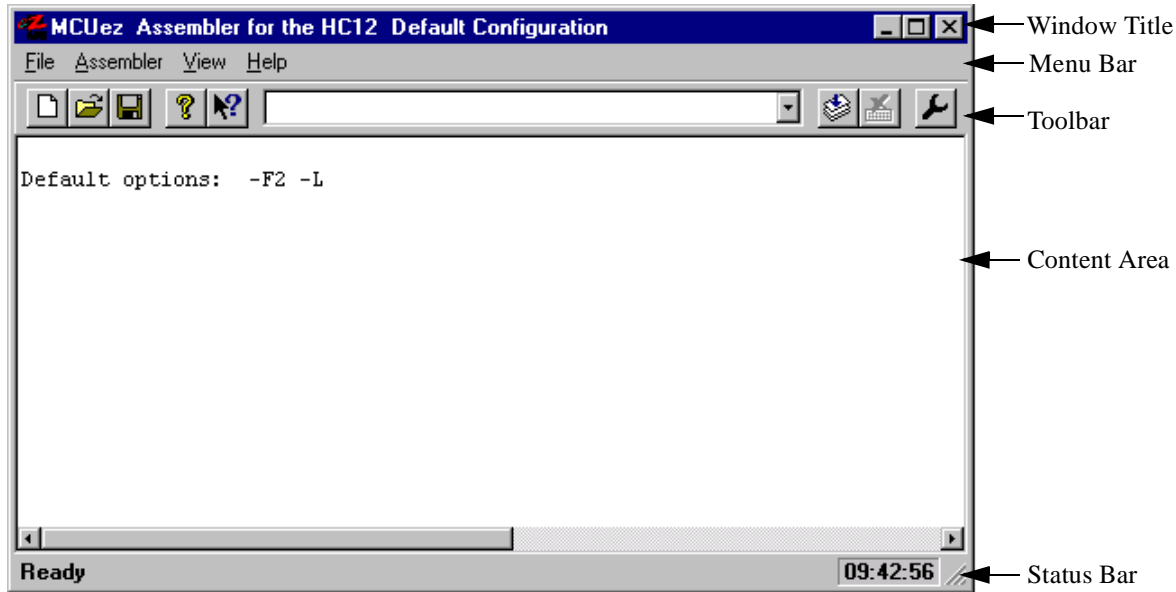 MCUez Assembler for the HC12 Default Configuration
Window Title
File Assembler View Help
Menu Bar
Toolbar
Default options: -F2 -L
Content Area
Ready
09:42:56
Status Bar